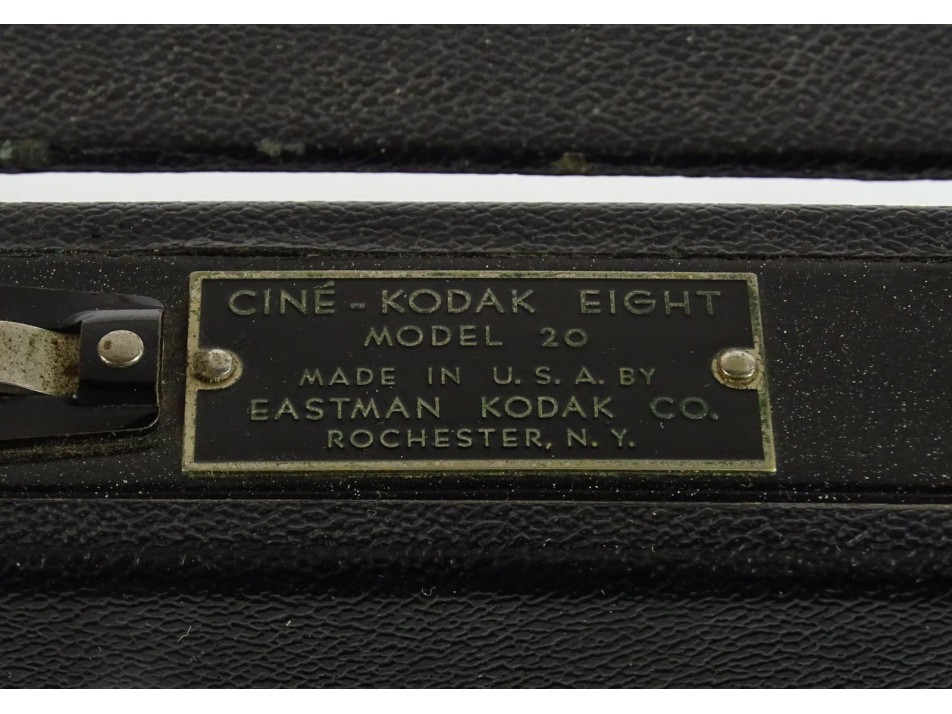 CINÉ-KODAK EIGHT
MODEL 20
MADE IN U.S.A. BY
EASTMAN KODAK CO.
ROCHESTER, N.Y.